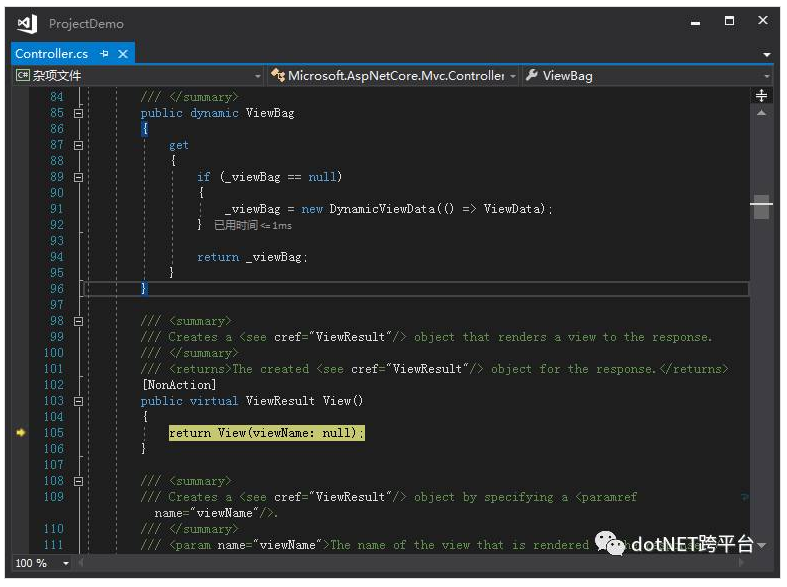 ProjectDemo
Controller.cs
C# 杂项文件 Microsoft.AspNetCore.Mvc.Controller ViewBag
84 /// </summary>
85 public dynamic ViewBag
86 {
87 get
88 {
89 if (_viewBag == null)
90 {
91 _viewBag = new DynamicViewData(() => ViewData);
92 } 已用时间 <= 1ms
93
94 return _viewBag;
95 }
96 }
97
98 /// <summary>
99 /// Creates a <see cref="ViewResult"/> object that renders a view to the response.
100 /// </summary>
101 /// <returns>The created <see cref="ViewResult"/> object for the response.</returns>
102 [NonAction]
103 public virtual ViewResult View()
104 {
105 return View(viewName: null);
106 }
107
108 /// <summary>
109 /// Creates a <see cref="ViewResult"/> object by specifying a <paramref
name="viewName"/>.
110 /// </summary>
111 /// <param name="viewName">The name of the view that is rendered
dotNET跨平台
100 %